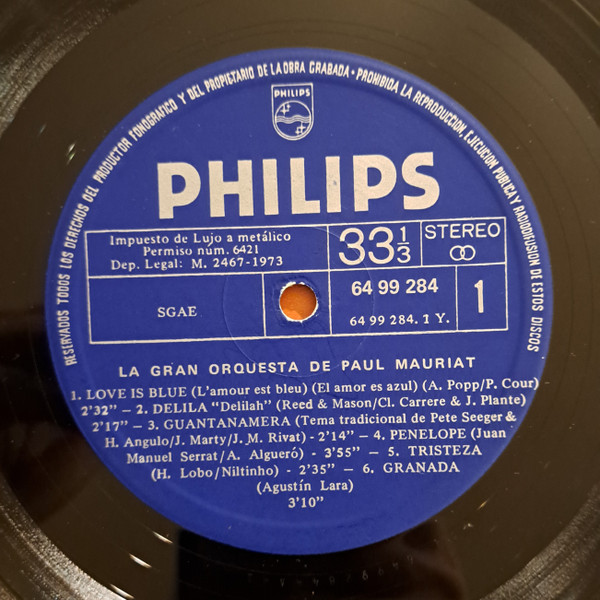 RESERVADOS TODOS LOS DERECHOS DEL PRODUCTOR FONOGRAFICO Y DEL PROPIETARIO DE LA OBRA GRABADA • PROHIBIDA LA REPRODUCCION, EJECUCION PUBLICA Y RADIODIFUSION DE ESTOS DISCOS
PHILIPS
PHILIPS
Impuesto de Lujo a metálico
Permiso núm. 6421
Dep. Legal: M. 2467-1973
33 1/3
STEREO
SGAE
64 99 284
64 99 284. 1 Y.
1
LA GRAN ORQUESTA DE PAUL MAURIAT
1. LOVE IS BLUE (L'amour est bleu) (El amor es azul) (A. Popp/P. Cour)
2'32" — 2. DELILA "Delilah" (Reed & Mason/Cl. Carrere & J. Plante)
2'17" — 3. GUANTANAMERA (Tema tradicional de Pete Seeger &
H. Angulo/J. Marty/J. M. Rivat) - 2'14" — 4. PENELOPE (Juan
Manuel Serrat/A. Algueró) - 3'55" — 5. TRISTEZA
(H. Lobo/Niltinho) - 2'35" — 6. GRANADA
(Agustín Lara)
3'10"